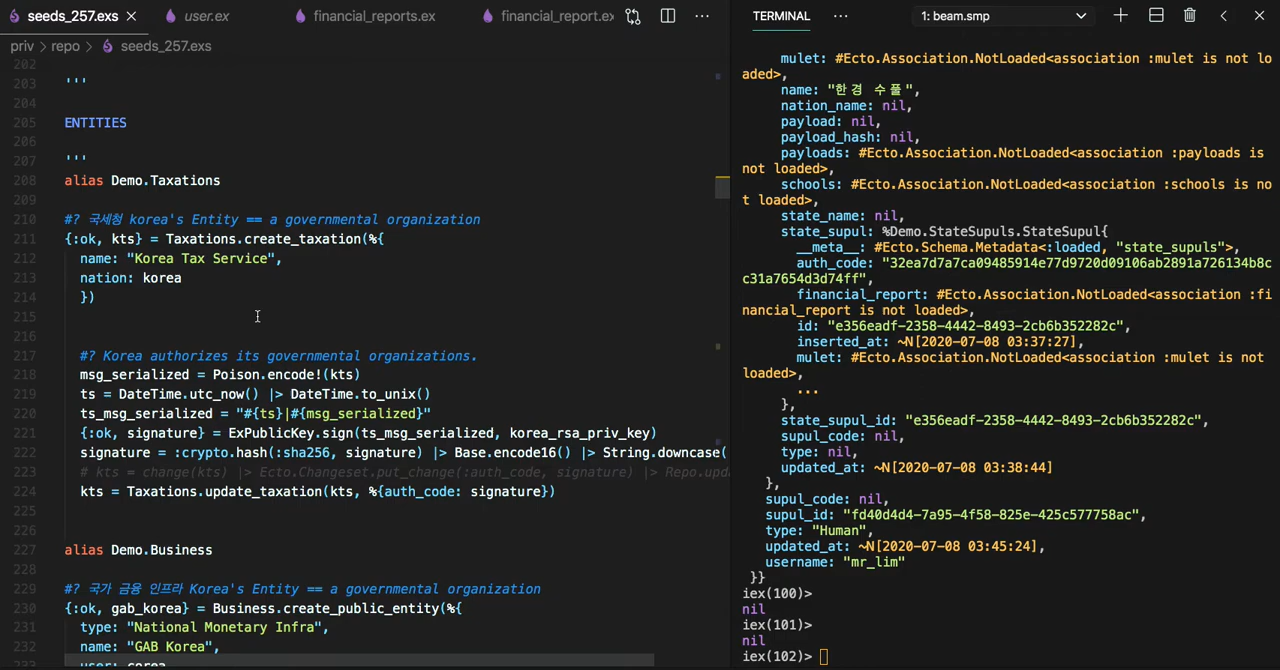 seeds_257.exs
user.ex
financial_reports.ex
financial_report.ex
priv > repo > seeds_257.exs
202
203 '''
204
205 ENTITIES
206
207 '''
208 alias Demo.Taxations
209
210 #? 국세청 korea's Entity == a governmental organization
211 {:ok, kts} = Taxations.create_taxation(%{
212 name: "Korea Tax Service",
213 nation: korea
214 })
215
216
217 #? Korea authorizes its governmental organizations.
218 msg_serialized = Poison.encode!(kts)
219 ts = DateTime.utc_now() |> DateTime.to_unix()
220 ts_msg_serialized = "#{ts}|#{msg_serialized}"
221 {:ok, signature} = ExPublicKey.sign(ts_msg_serialized, korea_rsa_priv_key)
222 signature = :crypto.hash(:sha256, signature) |> Base.encode16() |> String.downcase(
223 # kts = change(kts) |> Ecto.Changeset.put_change(:auth_code, signature) |> Repo.upd
224 kts = Taxations.update_taxation(kts, %{auth_code: signature})
225
226
227 alias Demo.Business
228
229 #? 국가 금융 인프라 Korea's Entity == a governmental organization
230 {:ok, gab_korea} = Business.create_public_entity(%{
231 type: "National Monetary Infra",
232 name: "GAB Korea",
233 user: korea
TERMINAL
1: beam.smp
mulet: #Ecto.Association.NotLoaded<association :mulet is not lo
aded>,
name: "한경 수풀",
nation_name: nil,
payload: nil,
payload_hash: nil,
payloads: #Ecto.Association.NotLoaded<association :payloads is
not loaded>,
schools: #Ecto.Association.NotLoaded<association :schools is no
t loaded>,
state_name: nil,
state_supul: %Demo.StateSupuls.StateSupul{
__meta__: #Ecto.Schema.Metadata<:loaded, "state_supuls">,
auth_code: "32ea7d7a7ca09485914e77d9720d09106ab2891a726134b8c
c31a7654d3d74ff",
financial_report: #Ecto.Association.NotLoaded<association :fi
nancial_report is not loaded>,
id: "e356eadf-2358-4442-8493-2cb6b352282c",
inserted_at: ~N[2020-07-08 03:37:27],
mulet: #Ecto.Association.NotLoaded<association :mulet is not
loaded>,
...
},
state_supul_id: "e356eadf-2358-4442-8493-2cb6b352282c",
supul_code: nil,
type: nil,
updated_at: ~N[2020-07-08 03:38:44]
},
supul_code: nil,
supul_id: "fd40d4d4-7a95-4f58-825e-425c577758ac",
type: "Human",
updated_at: ~N[2020-07-08 03:45:24],
username: "mr_lim"
}}
iex(100)>
nil
iex(101)>
nil
iex(102)>